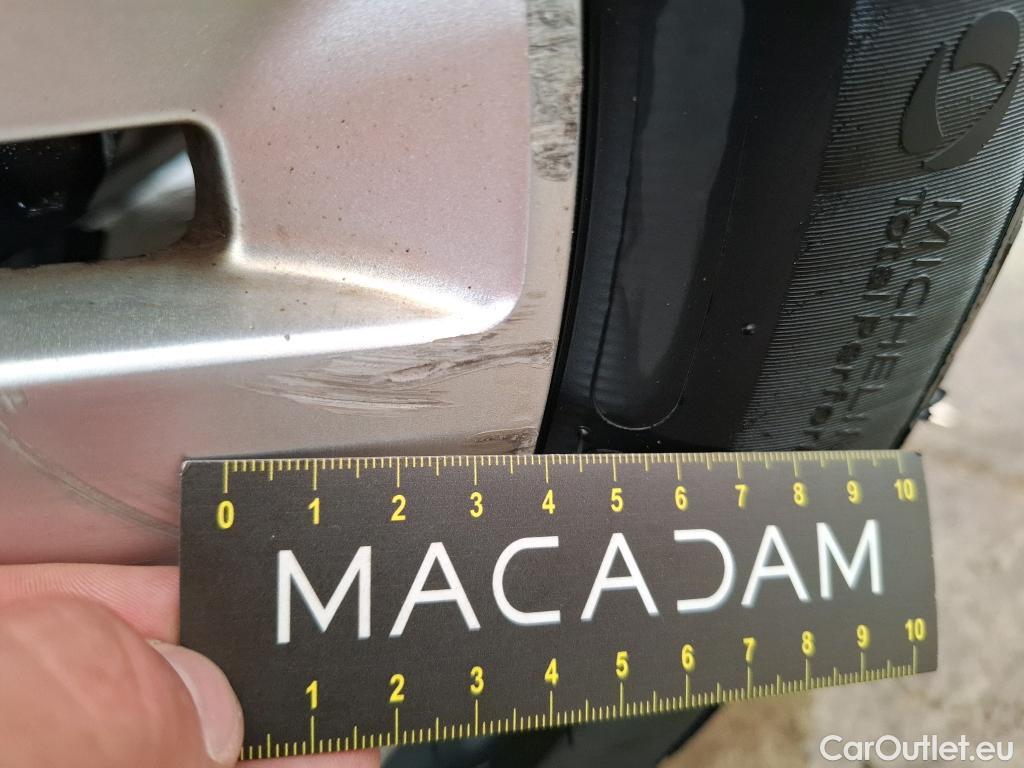 MICHELIN
Total Perfor
0 1 2 3 4 5 6 7 8 9 10
MACADAM
1 2 3 4 5 6 7 8 9 10
CarOutlet.eu